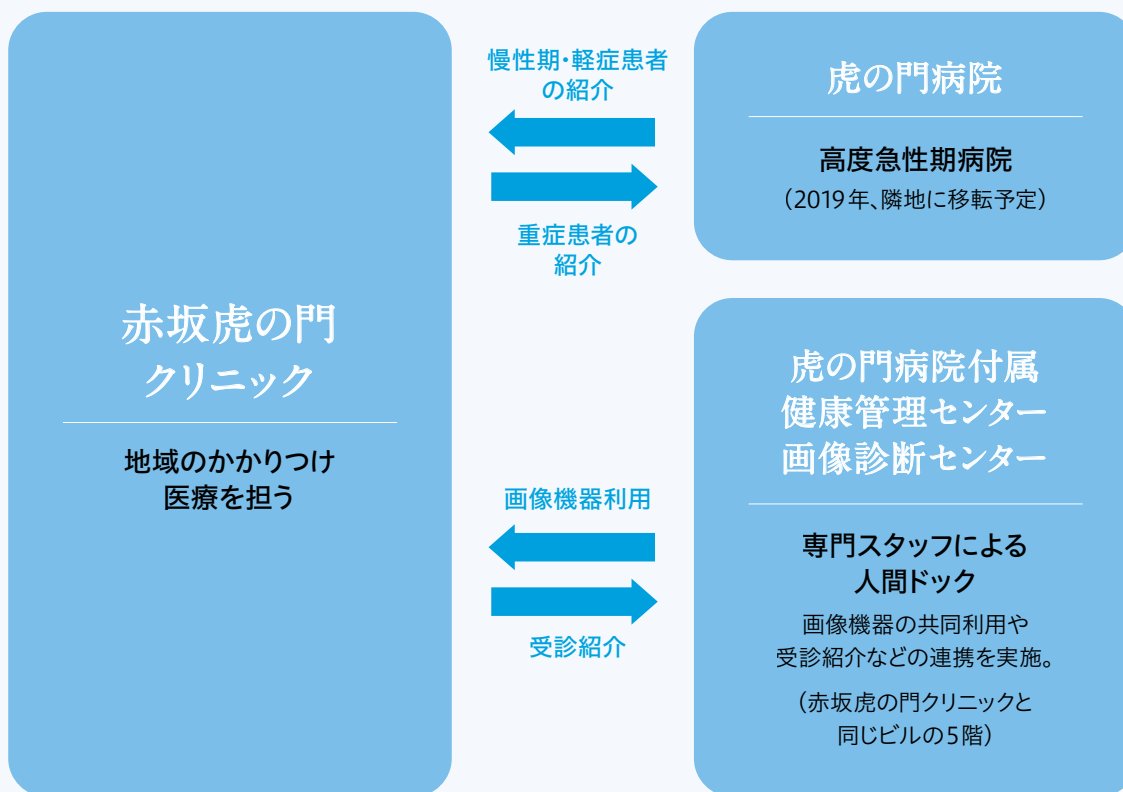 赤坂虎の門
クリニック
地域のかかりつけ
医療を担う
慢性期・軽症患者
の紹介
重症患者の
紹介
虎の門病院
高度急性期病院
（2019年、隣地に移転予定）
画像機器利用
受診紹介
虎の門病院付属
健康管理センター
画像診断センター
専門スタッフによる
人間ドック
画像機器の共同利用や
受診紹介などの連携を実施。
（赤坂虎の門クリニックと
同じビルの5階）